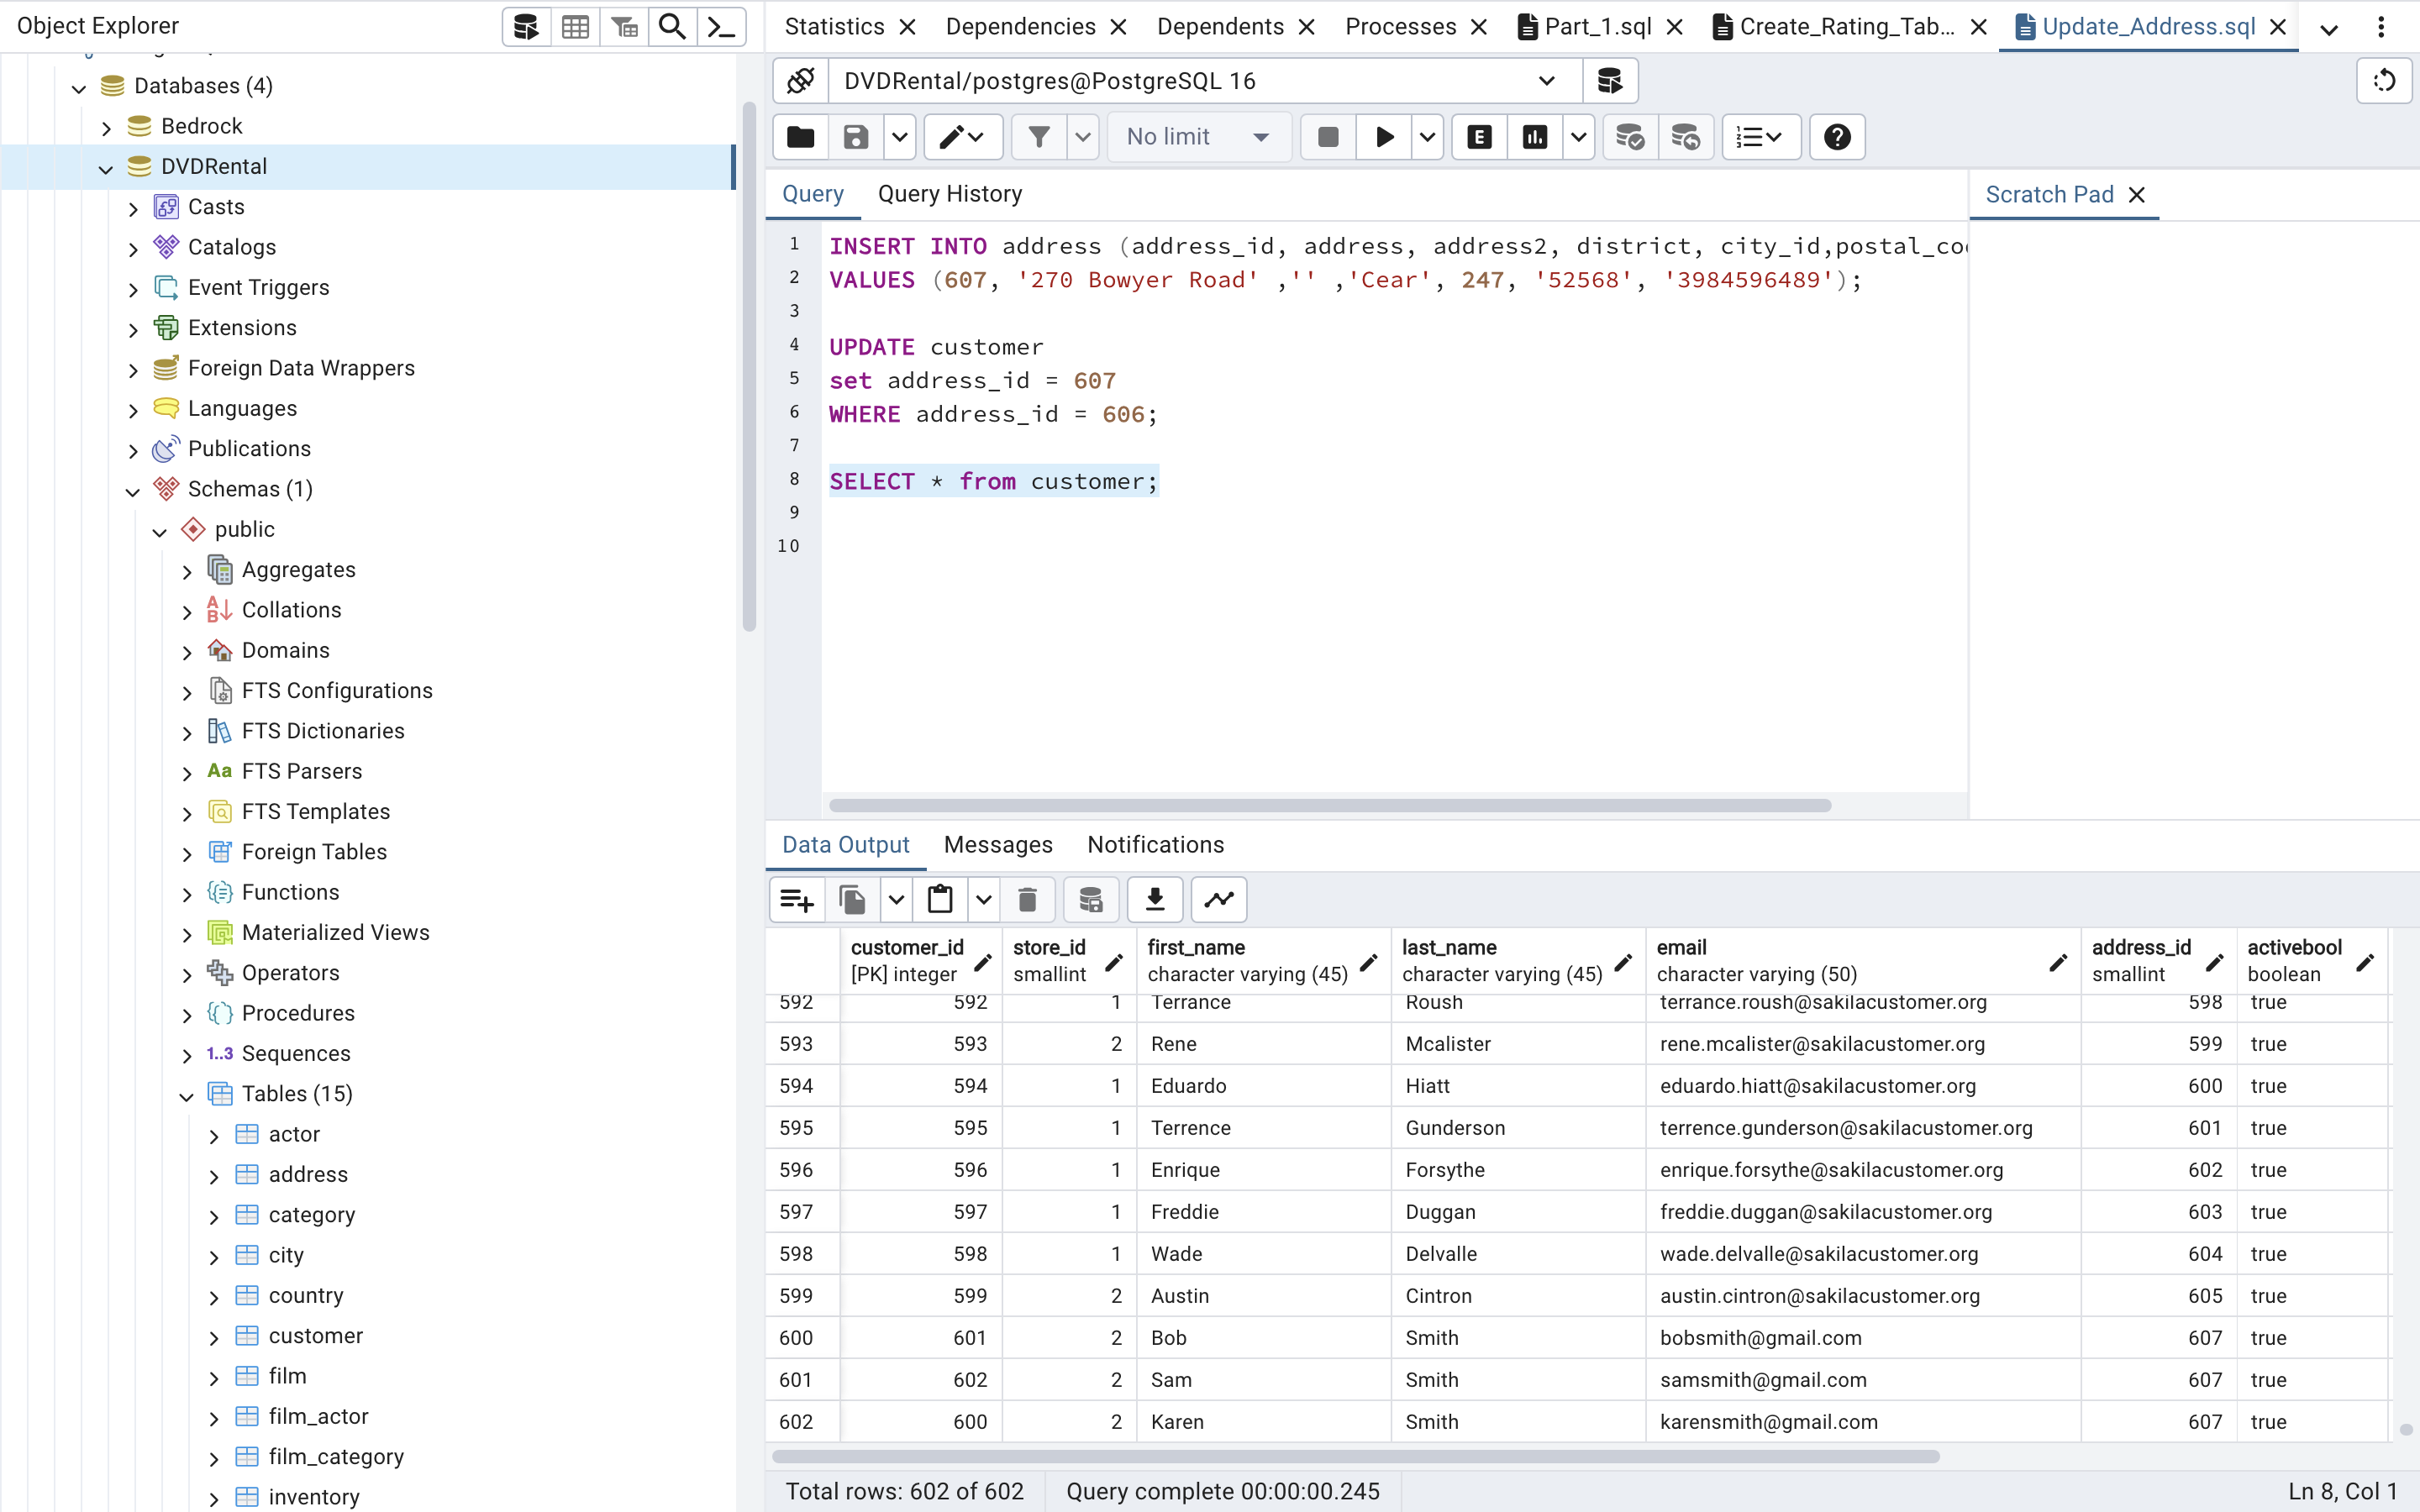 Object Explorer
Databases (4)
Bedrock
DVDRental
Casts
Catalogs
Event Triggers
Extensions
Foreign Data Wrappers
Languages
Publications
Schemas (1)
public
Aggregates
Collations
Domains
FTS Configurations
FTS Dictionaries
Aa FTS Parsers
FTS Templates
Foreign Tables
Functions
Materialized Views
Operators
Procedures
1..3 Sequences
Tables (15)
actor
address
category
city
country
customer
film
film_actor
film_category
inventory
Statistics Dependencies Dependents Processes Part_1.sql Create_Rating_Tab... Update_Address.sql
DVDRental/postgres@PostgreSQL 16
No limit E
Query Query History Scratch Pad
1 INSERT INTO address (address_id, address, address2, district, city_id,postal_co
2 VALUES (607, '270 Bowyer Road' ,'' ,'Cear', 247, '52568', '3984596489');
3
4 UPDATE customer
5 set address_id = 607
6 WHERE address_id = 606;
7
8 SELECT * from customer;
9
10
Data Output Messages Notifications
customer_id store_id first_name last_name email address_id activebool
[PK] integer smallint character varying (45) character varying (45) character varying (50) smallint boolean
592 592 1 Terrance Roush terrance.roush@sakilacustomer.org 598 true
593 593 2 Rene Mcalister rene.mcalister@sakilacustomer.org 599 true
594 594 1 Eduardo Hiatt eduardo.hiatt@sakilacustomer.org 600 true
595 595 1 Terrence Gunderson terrence.gunderson@sakilacustomer.org 601 true
596 596 1 Enrique Forsythe enrique.forsythe@sakilacustomer.org 602 true
597 597 1 Freddie Duggan freddie.duggan@sakilacustomer.org 603 true
598 598 1 Wade Delvalle wade.delvalle@sakilacustomer.org 604 true
599 599 2 Austin Cintron austin.cintron@sakilacustomer.org 605 true
600 601 2 Bob Smith bobsmith@gmail.com 607 true
601 602 2 Sam Smith samsmith@gmail.com 607 true
602 600 2 Karen Smith karensmith@gmail.com 607 true
Total rows: 602 of 602 Query complete 00:00:00.245 Ln 8, Col 1